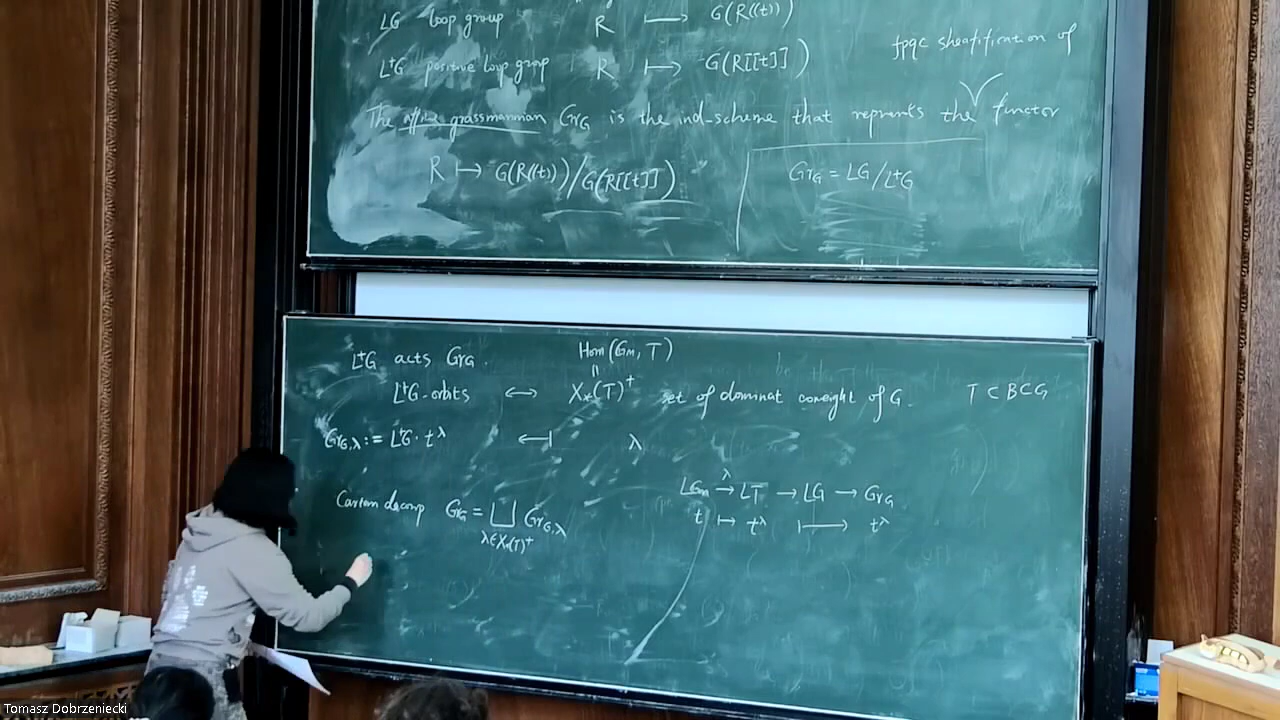 LG loop group R ⟼ G(R((t)))
L⁺G positive loop group R ⟼ G(R[[t]])
fpqc sheafification of
The affine grassmannian Gr_G is the ind-scheme that represents the functor
R ⟼ G(R((t)))/G(R[[t]])
Gr_G = LG/L⁺G
L⁺G acts Gr_G.
Hom(G_m, T)
=
L⁺G-orbits ⟷ X_*(T)⁺ set of dominat coweight of G. T ⊂ B ⊂ G
Gr_{G,λ} := L⁺G · t^λ ⟻ λ
LG_m →^λ LT → LG → Gr_G
t ⟼ t^λ ⟼ t^λ
Cartan decomp Gr_G = ⨆_{λ∈X_*(T)⁺} Gr_{G,λ}
Tomasz Dobrzeniecki